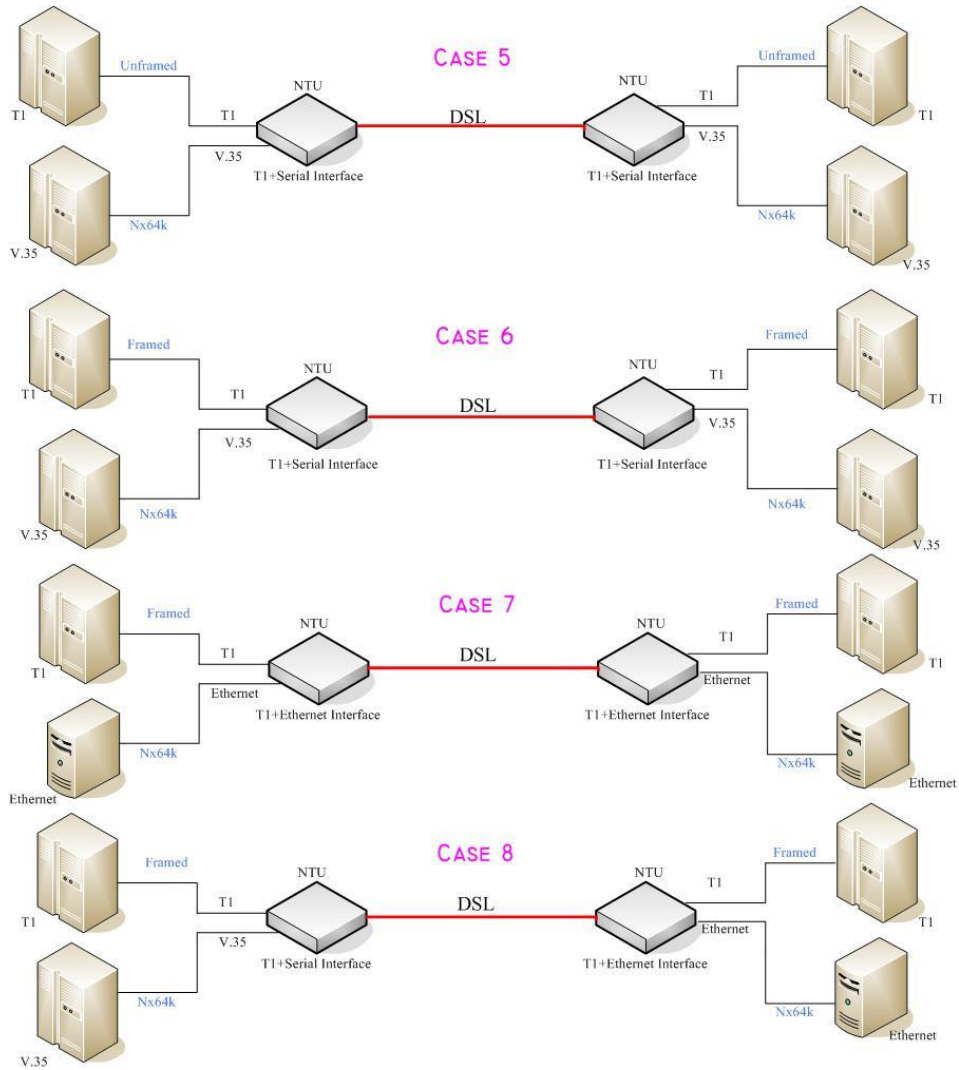 CASE 5
Unframed
NTU
NTU
Unframed
T1
T1
DSL
T1
T1
V.35
V.35
T1+Serial Interface
T1+Serial Interface
Nx64k
Nx64k
V.35
V.35
CASE 6
Framed
NTU
NTU
Framed
T1
T1
DSL
T1
T1
V.35
V.35
T1+Serial Interface
T1+Serial Interface
Nx64k
Nx64k
V.35
V.35
CASE 7
Framed
NTU
NTU
Framed
T1
T1
DSL
T1
T1
Ethernet
Ethernet
T1+Ethernet Interface
T1+Ethernet Interface
Nx64k
Nx64k
Ethernet
Ethernet
CASE 8
Framed
NTU
NTU
Framed
T1
T1
DSL
T1
T1
V.35
Ethernet
T1+Serial Interface
T1+Ethernet Interface
Nx64k
Nx64k
V.35
Ethernet